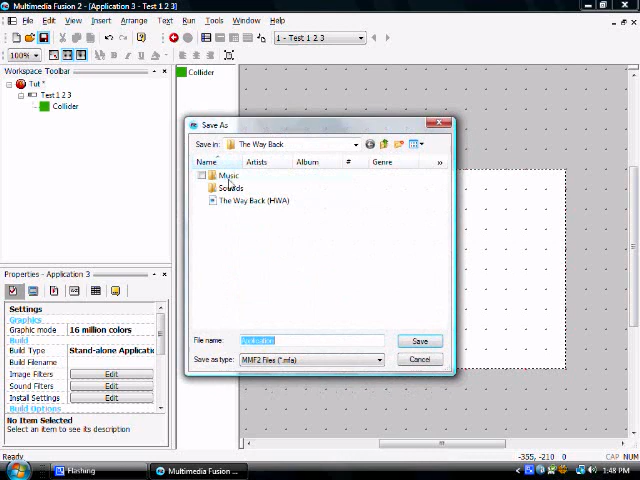 Multimedia Fusion 2 - [Application 3 - Test 1 2 3]
File Edit View Insert Arrange Text Run Tools Window Help
1 - Test 1 2 3
100%
Workspace Toolbar
Tut *
Test 1 2 3
Collider
Collider
Save As
Save in: The Way Back
Name Artists Album # Genre »
Music
Sounds
The Way Back (HWA)
File name: Application
Save
Save as type: MMF2 Files (*.mfa)
Cancel
Properties - Application 3
Settings
Graphics
Graphic mode 16 million colors
Build
Build Type Stand-alone Applicatic
Build Filename
Image Filters Edit
Sound Filters Edit
Install Settings Edit
Build Options
No Item Selected
Select an item to see its description
Ready
-355, -210 0 CAP NUM
Flashing
Multimedia Fusion ...
1:48 PM